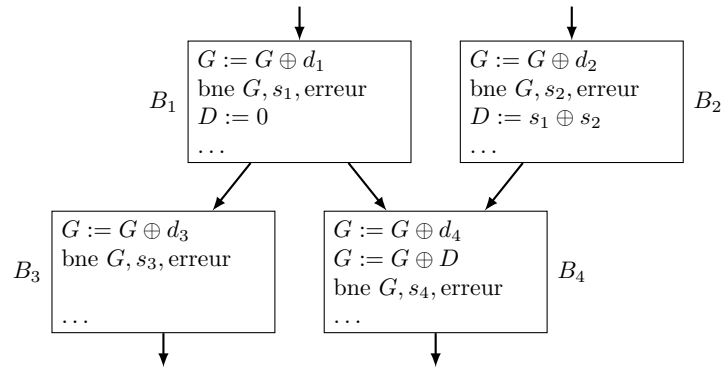 B₁
G := G ⊕ d₁
bne G, s₁, erreur
D := 0
...
G := G ⊕ d₂
bne G, s₂, erreur
D := s₁ ⊕ s₂
...
B₂
B₃
G := G ⊕ d₃
bne G, s₃, erreur
...
G := G ⊕ d₄
G := G ⊕ D
bne G, s₄, erreur
...
B₄